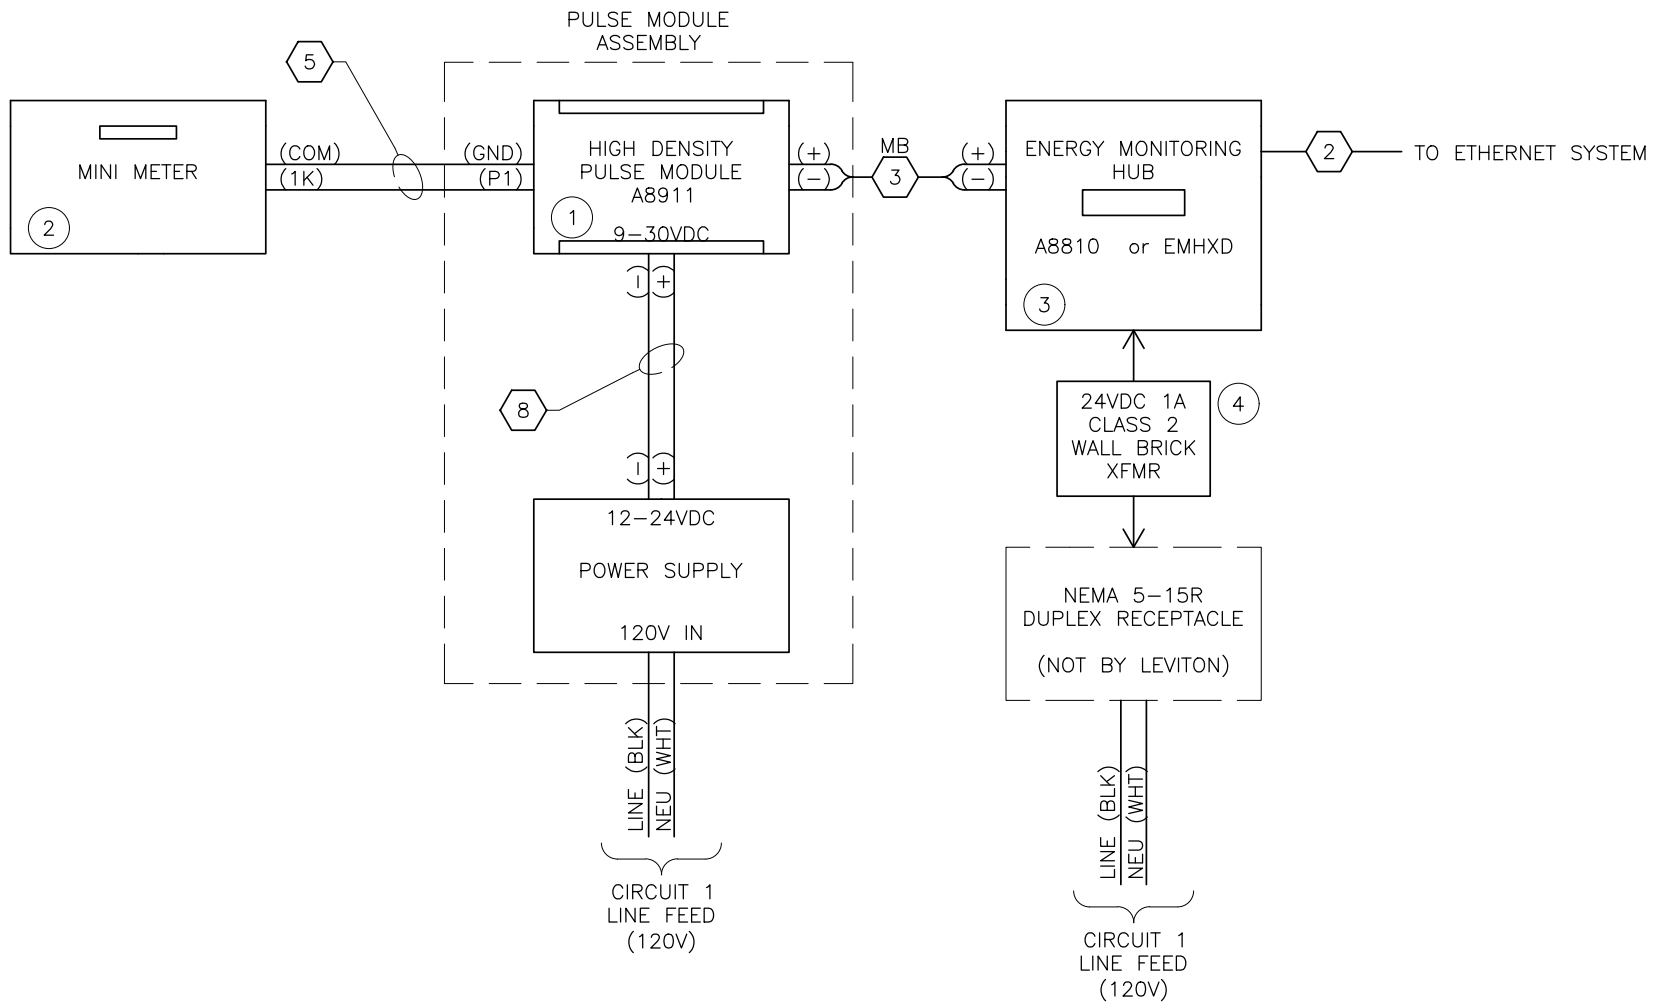 PULSE MODULE
ASSEMBLY
5
MINI METER
2
(COM)
(1K)
(GND)
(P1)
HIGH DENSITY
PULSE MODULE
A8911
1
9-30VDC
(+)
(-)
MB
3
(+)
(-)
ENERGY MONITORING
HUB
A8810 or EMHXD
3
2
TO ETHERNET SYSTEM
(-)
(+)
8
(-)
(+)
12-24VDC
POWER SUPPLY
120V IN
LINE (BLK)
NEU (WHT)
CIRCUIT 1
LINE FEED
(120V)
24VDC 1A
CLASS 2
WALL BRICK
XFMR
4
NEMA 5-15R
DUPLEX RECEPTACLE
(NOT BY LEVITON)
LINE (BLK)
NEU (WHT)
CIRCUIT 1
LINE FEED
(120V)